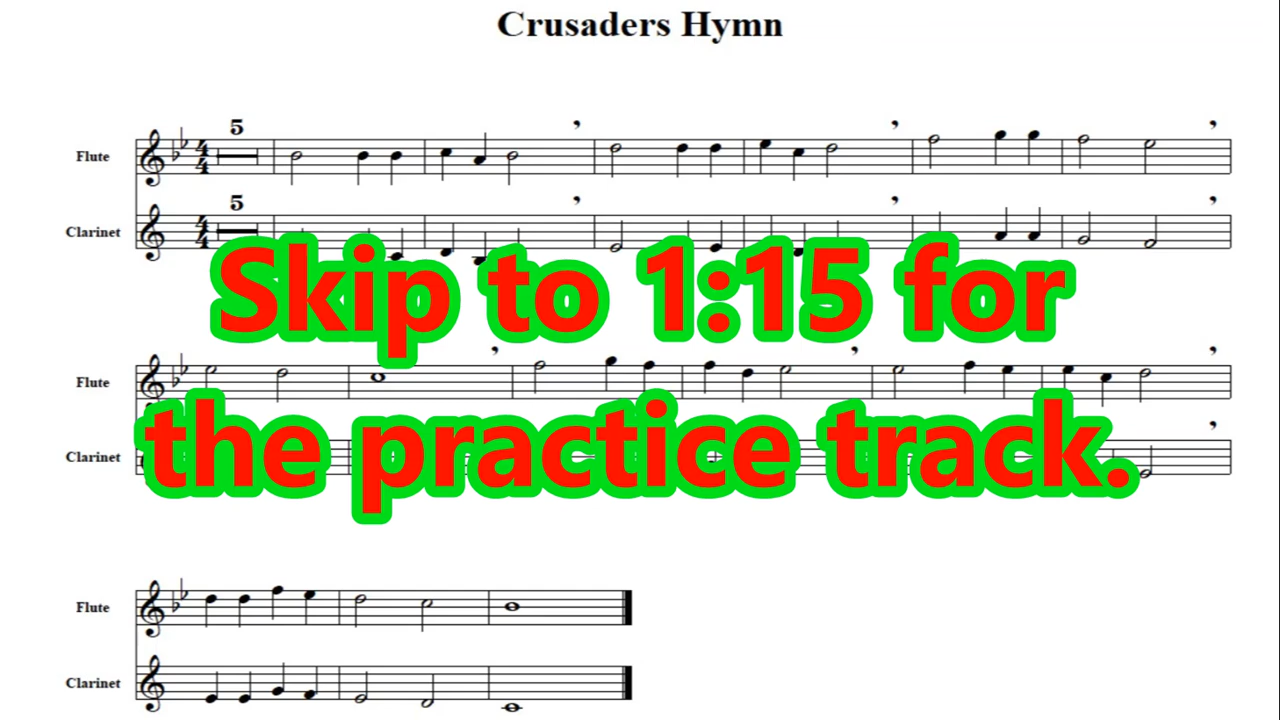 Crusaders Hymn
5
Flute
5
Clarinet
Skip to 1:15 for
Flute
the practice track.
Clarinet
Flute
Clarinet